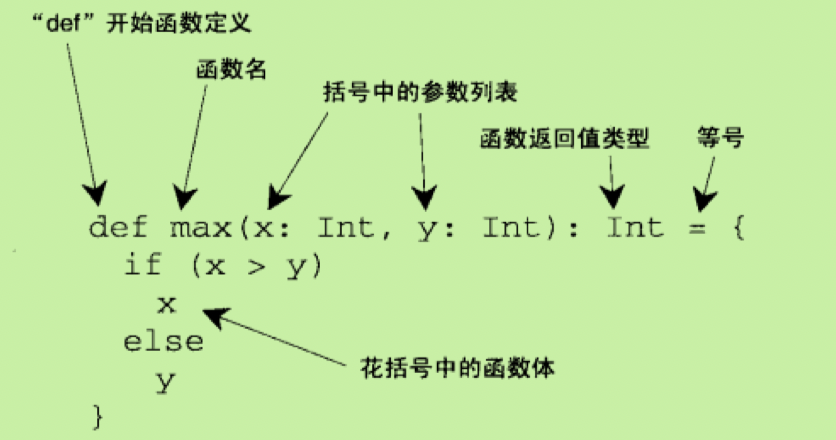 “def”开始函数定义
函数名
括号中的参数列表
函数返回值类型
等号
def max(x: Int, y: Int): Int = {
if (x > y)
x
else
花括号中的函数体
y
}